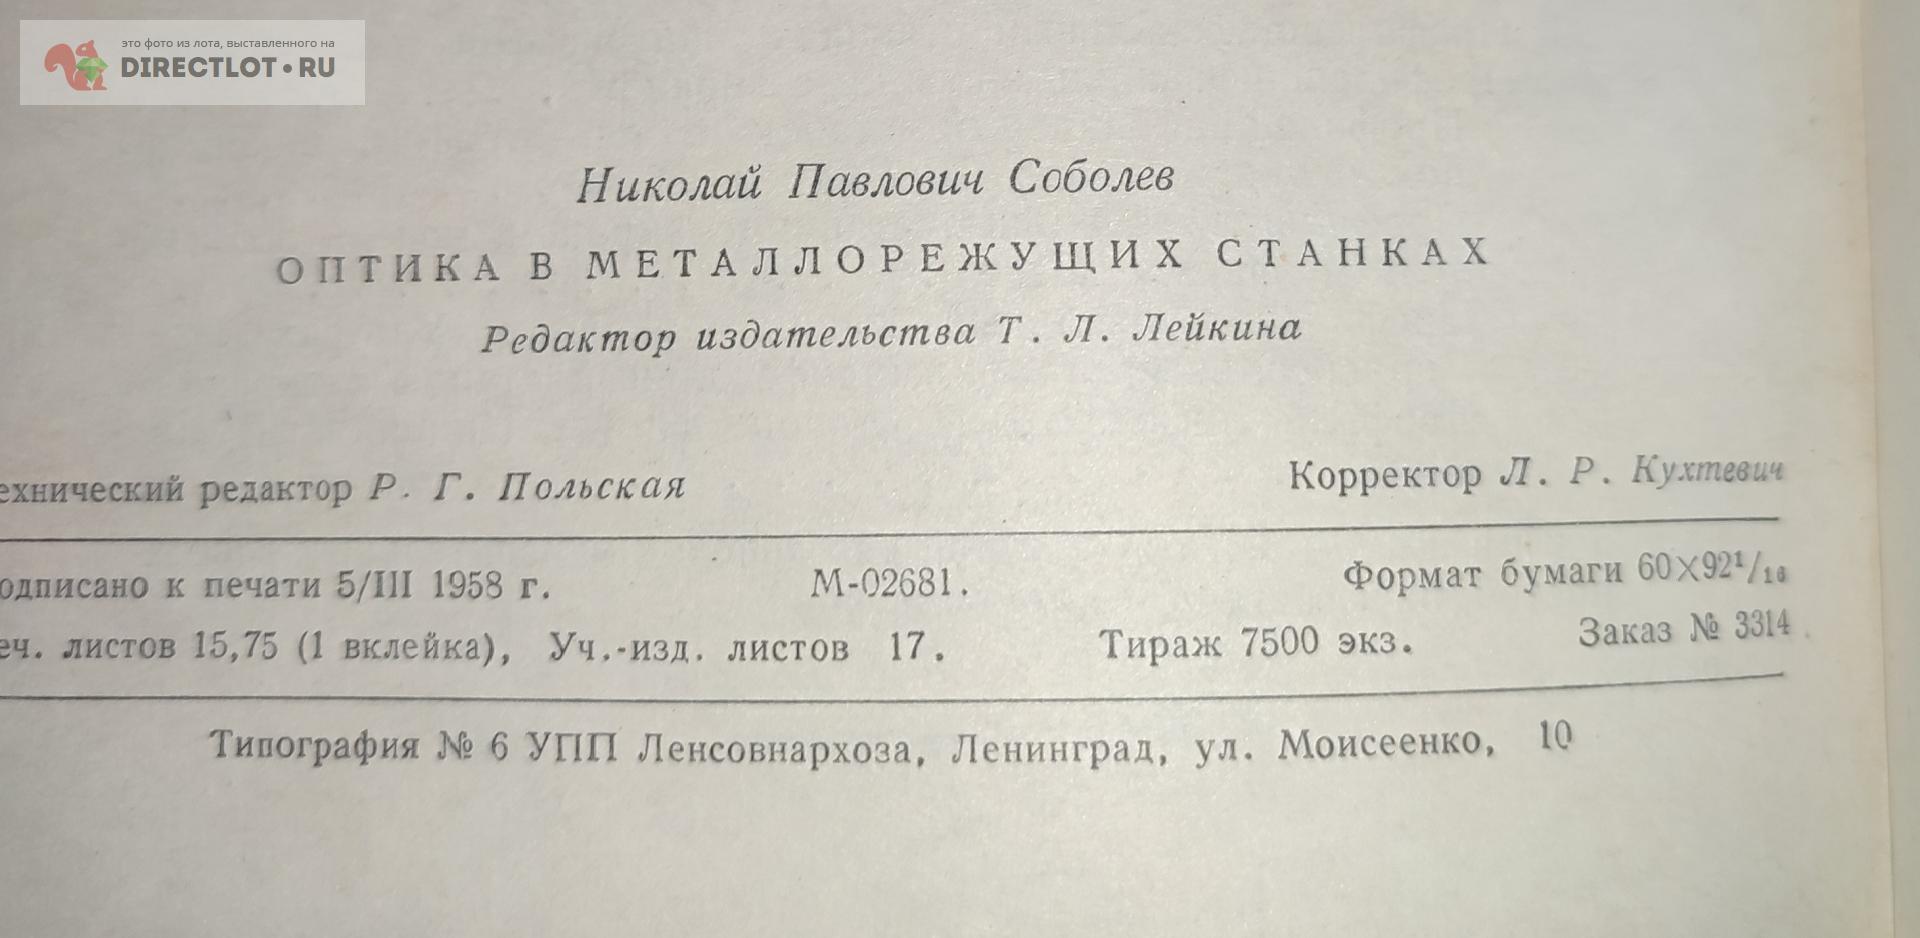 это фото из лота, выставленного на
DIRECTLOT•RU
Николай Павлович Соболев
ОПТИКА В МЕТАЛЛОРЕЖУЩИХ СТАНКАХ
Редактор издательства Т. Л. Лейкина
ехнический редактор Р. Г. Польская Корректор Л. Р. Кухтевич
одписано к печати 5/III 1958 г. М-02681. Формат бумаги 60×92¹/₁₆
еч. листов 15,75 (1 вклейка), Уч.-изд. листов 17. Тираж 7500 экз. Заказ № 3314.
Типография № 6 УПП Ленсовнархоза, Ленинград, ул. Моисеенко, 10